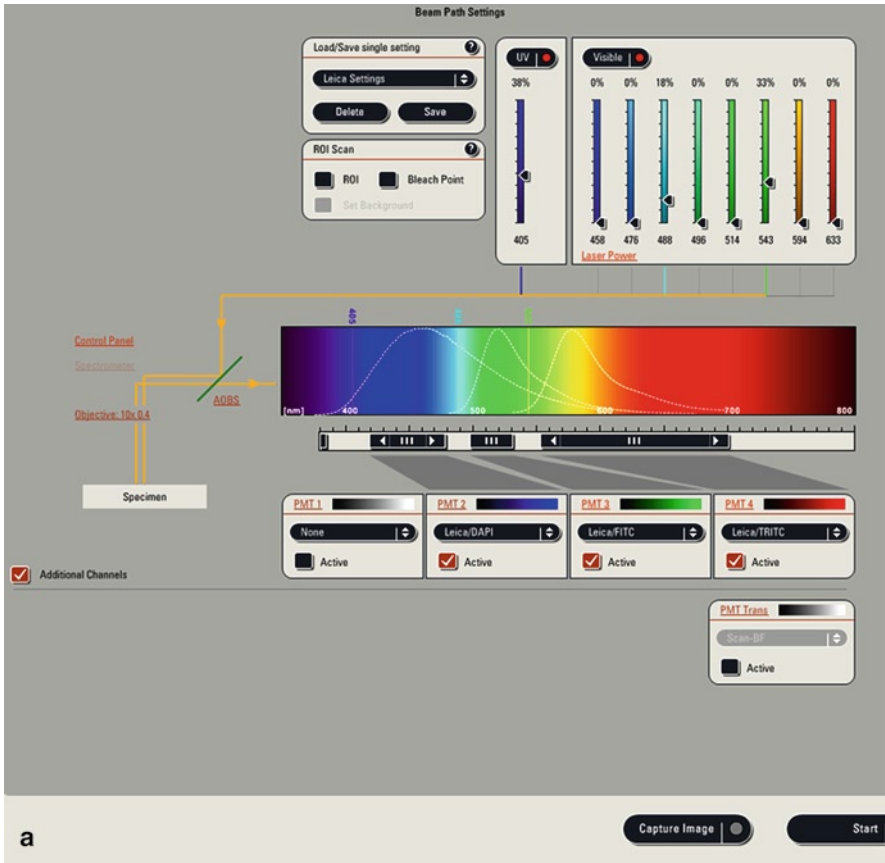 Beam Path Settings
Load/Save single setting ?
Leica Settings
Delete Save
ROI Scan ?
ROI Bleach Point
Set Background
UV Visible
38% 0% 0% 18% 0% 0% 33% 0% 0%
405 458 476 488 496 514 543 594 633
Laser Power
405
Control Panel
Spectrometer
AOBS
Objective: 10x 0.4
[nm] 400 500 600 700 800
Specimen
PMT 1 PMT 2 PMT 3 PMT 4
None Leica/DAPI Leica/FITC Leica/TRITC
Active Active Active Active
Additional Channels
PMT Trans
Scan-BF
Active
a
Capture Image Start